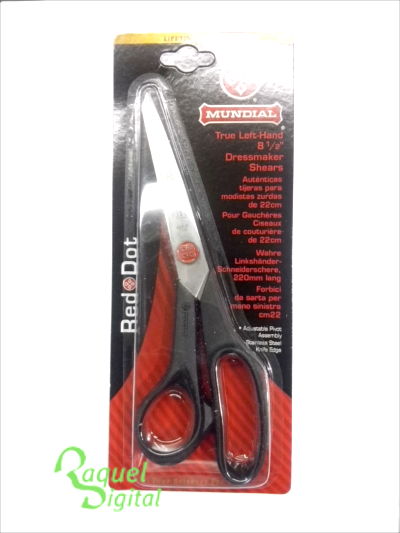 MUNDIAL
True Left-Hand
8 1/2"
Dressmaker
Shears
Auténticas
tijeras para
modistas zurdas
de 22cm
Pour Gauchères
Ciseaux
de couturière
de 22cm
Wahre
Linkshänder-
Schneiderschere,
220mm lang
Forbici
da sarta per
mano sinistra
cm22
• Adjustable Pivot
Assembly
Stainless Steel
Knife Edge
Red Dot
Raquel
Digital